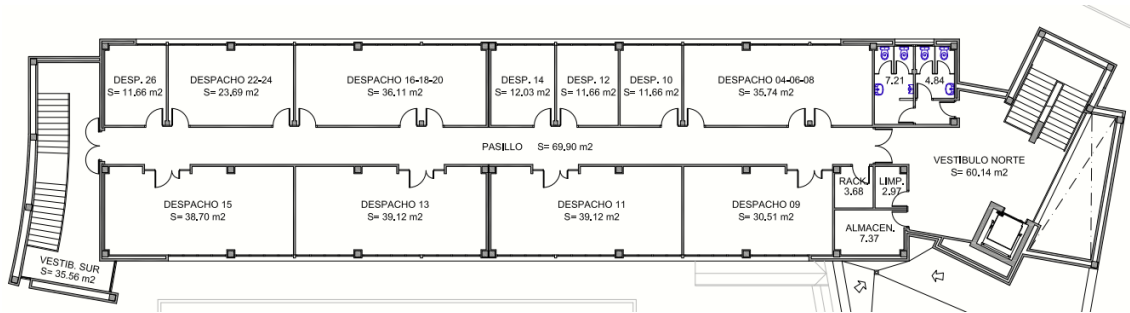 DESP. 26
S= 11,66 m2
DESPACHO 22-24
S= 23.69 m2
DESPACHO 16-18-20
S= 36.11 m2
DESP. 14
S= 12.03 m2
DESP. 12
S= 11.66 m2
DESP. 10
S= 11.66 m2
DESPACHO 04-06-08
S= 35.74 m2
7.21
4.84
PASILLO S= 69.90 m2
VESTIBULO NORTE
S= 60.14 m2
DESPACHO 15
S= 38.70 m2
DESPACHO 13
S= 39.12 m2
DESPACHO 11
S= 39.12 m2
DESPACHO 09
S= 30.51 m2
RACK
3.68
LIMP.
2.97
ALMACEN.
7.37
VESTIB. SUR
S= 35.56 m2